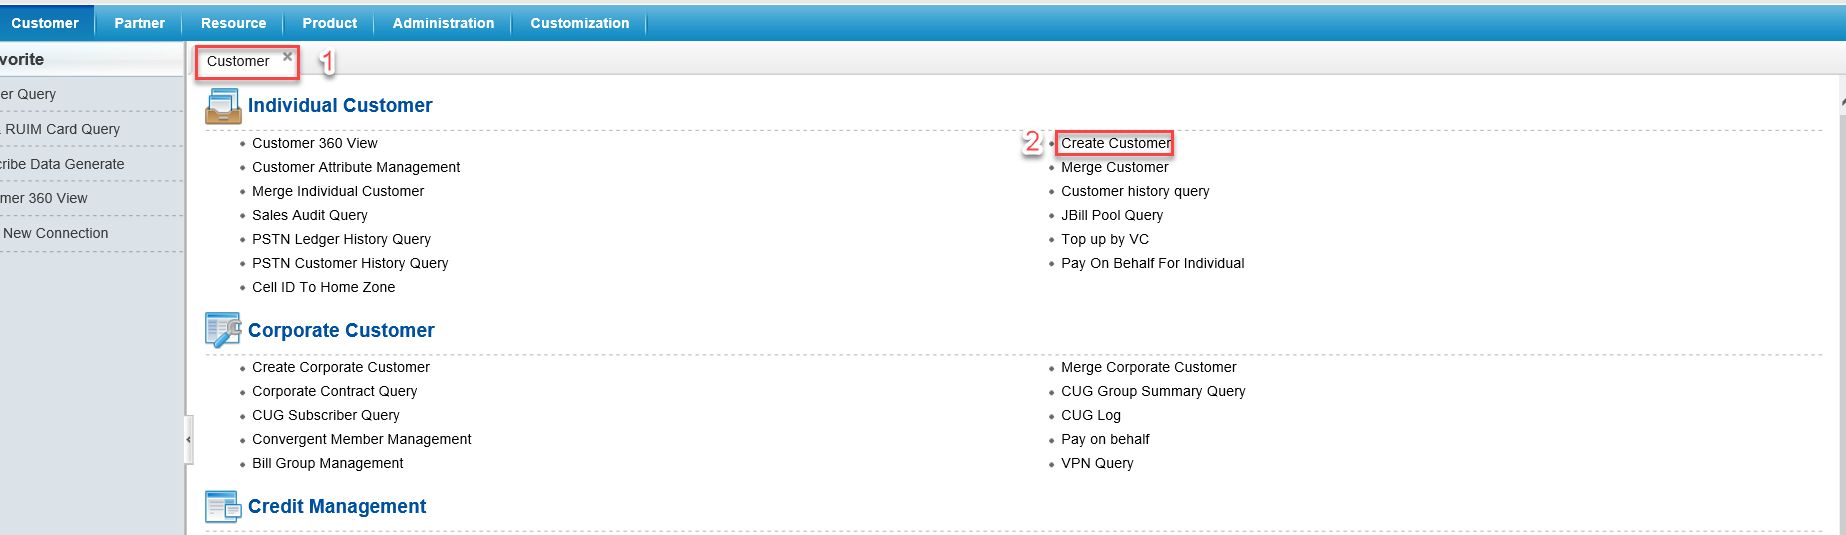 Customer Partner Resource Product Administration Customization
vorite
er Query
RUIM Card Query
ribe Data Generate
mer 360 View
New Connection
Customer × 1
Individual Customer
Customer 360 View
Customer Attribute Management
Merge Individual Customer
Sales Audit Query
PSTN Ledger History Query
PSTN Customer History Query
Cell ID To Home Zone
2 Create Customer
Merge Customer
Customer history query
JBill Pool Query
Top up by VC
Pay On Behalf For Individual
Corporate Customer
Create Corporate Customer
Corporate Contract Query
CUG Subscriber Query
Convergent Member Management
Bill Group Management
Merge Corporate Customer
CUG Group Summary Query
CUG Log
Pay on behalf
VPN Query
Credit Management